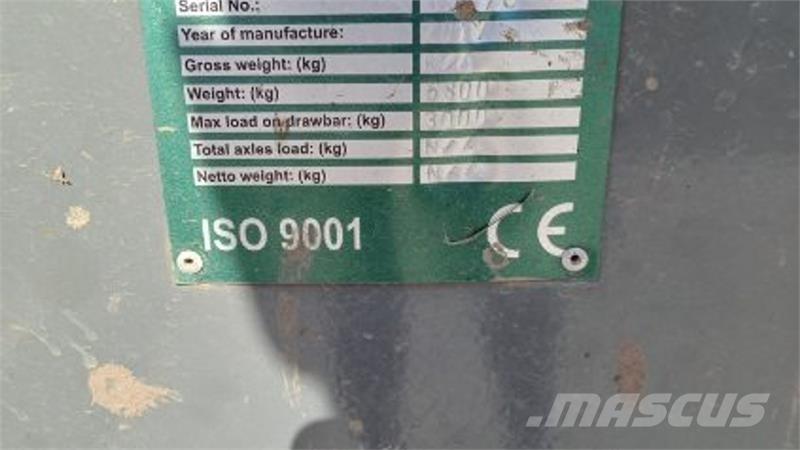 Serial No.:
Year of manufacture:
Gross weight: (kg)
Weight: (kg)
Max load on drawbar: (kg) 3000
Total axles load: (kg)
Netto weight: (kg)
ISO 9001 CE
MASCUS